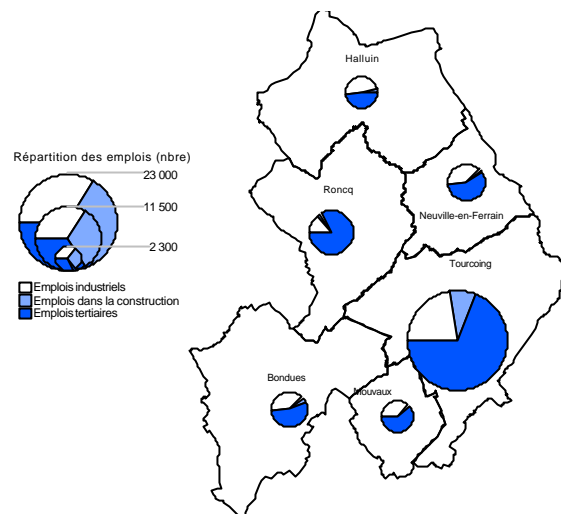 Halluin
Répartition des emplois (nbre)
23 000
11 500
2 300
Emplois industriels
Emplois dans la construction
Emplois tertiaires
Roncq
Neuville-en-Ferrain
Tourcoing
Bondues
Mouvaux